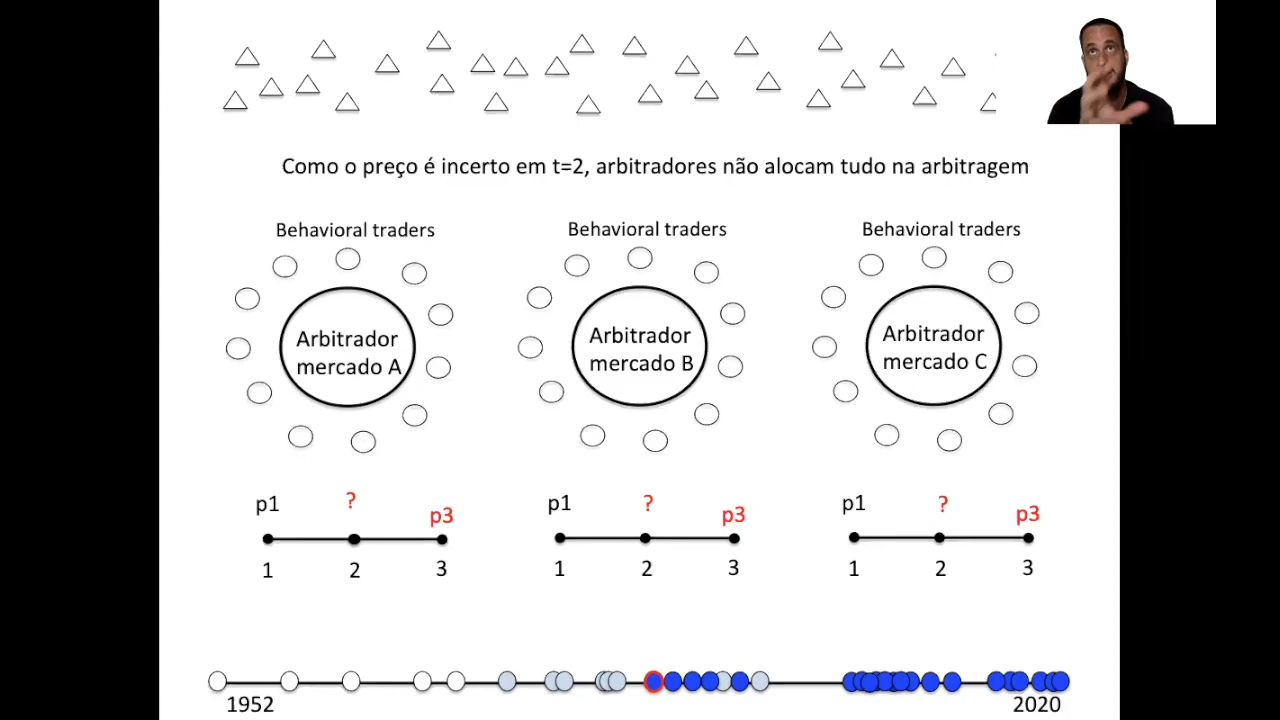 Como o preço é incerto em t=2, arbitradores não alocam tudo na arbitragem
Behavioral traders
Behavioral traders
Behavioral traders
Arbitrador
mercado A
Arbitrador
mercado B
Arbitrador
mercado C
p1 ? p3
1 2 3
p1 ? p3
1 2 3
p1 ? p3
1 2 3
1952
2020